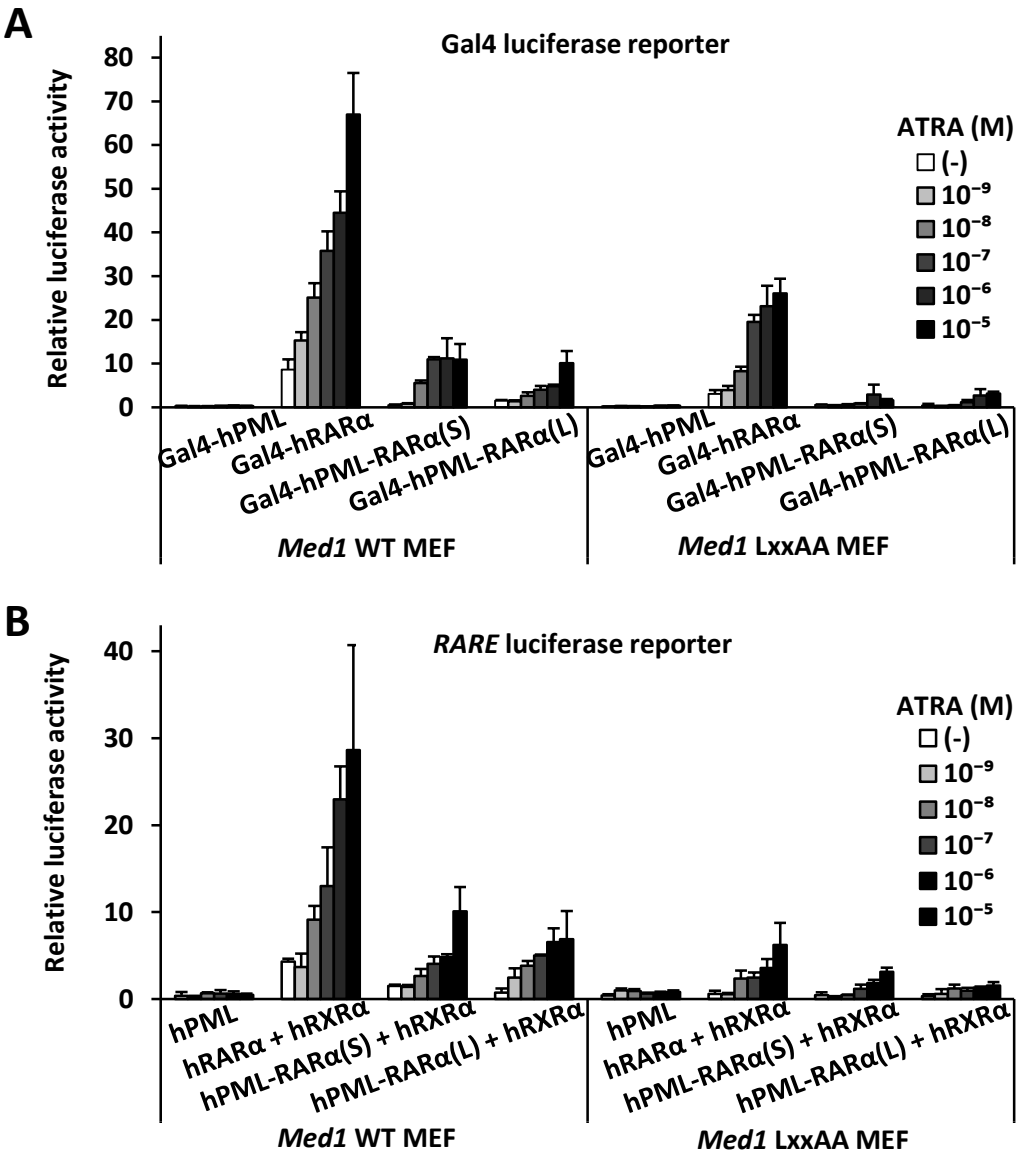 A
Gal4 luciferase reporter
Relative luciferase activity
80
70
60
50
40
30
20
10
0
ATRA (M)
(-)
10⁻⁹
10⁻⁸
10⁻⁷
10⁻⁶
10⁻⁵
Gal4-hPML
Gal4-hRARα
Gal4-hPML-RARα(S)
Gal4-hPML-RARα(L)
Gal4-hPML
Gal4-hRARα
Gal4-hPML-RARα(S)
Gal4-hPML-RARα(L)
Med1 WT MEF
Med1 LxxAA MEF
B
RARE luciferase reporter
Relative luciferase activity
40
30
20
10
0
ATRA (M)
(-)
10⁻⁹
10⁻⁸
10⁻⁷
10⁻⁶
10⁻⁵
hPML
hRARα + hRXRα
hPML-RARα(S) + hRXRα
hPML-RARα(L) + hRXRα
hPML
hRARα + hRXRα
hPML-RARα(S) + hRXRα
hPML-RARα(L) + hRXRα
Med1 WT MEF
Med1 LxxAA MEF